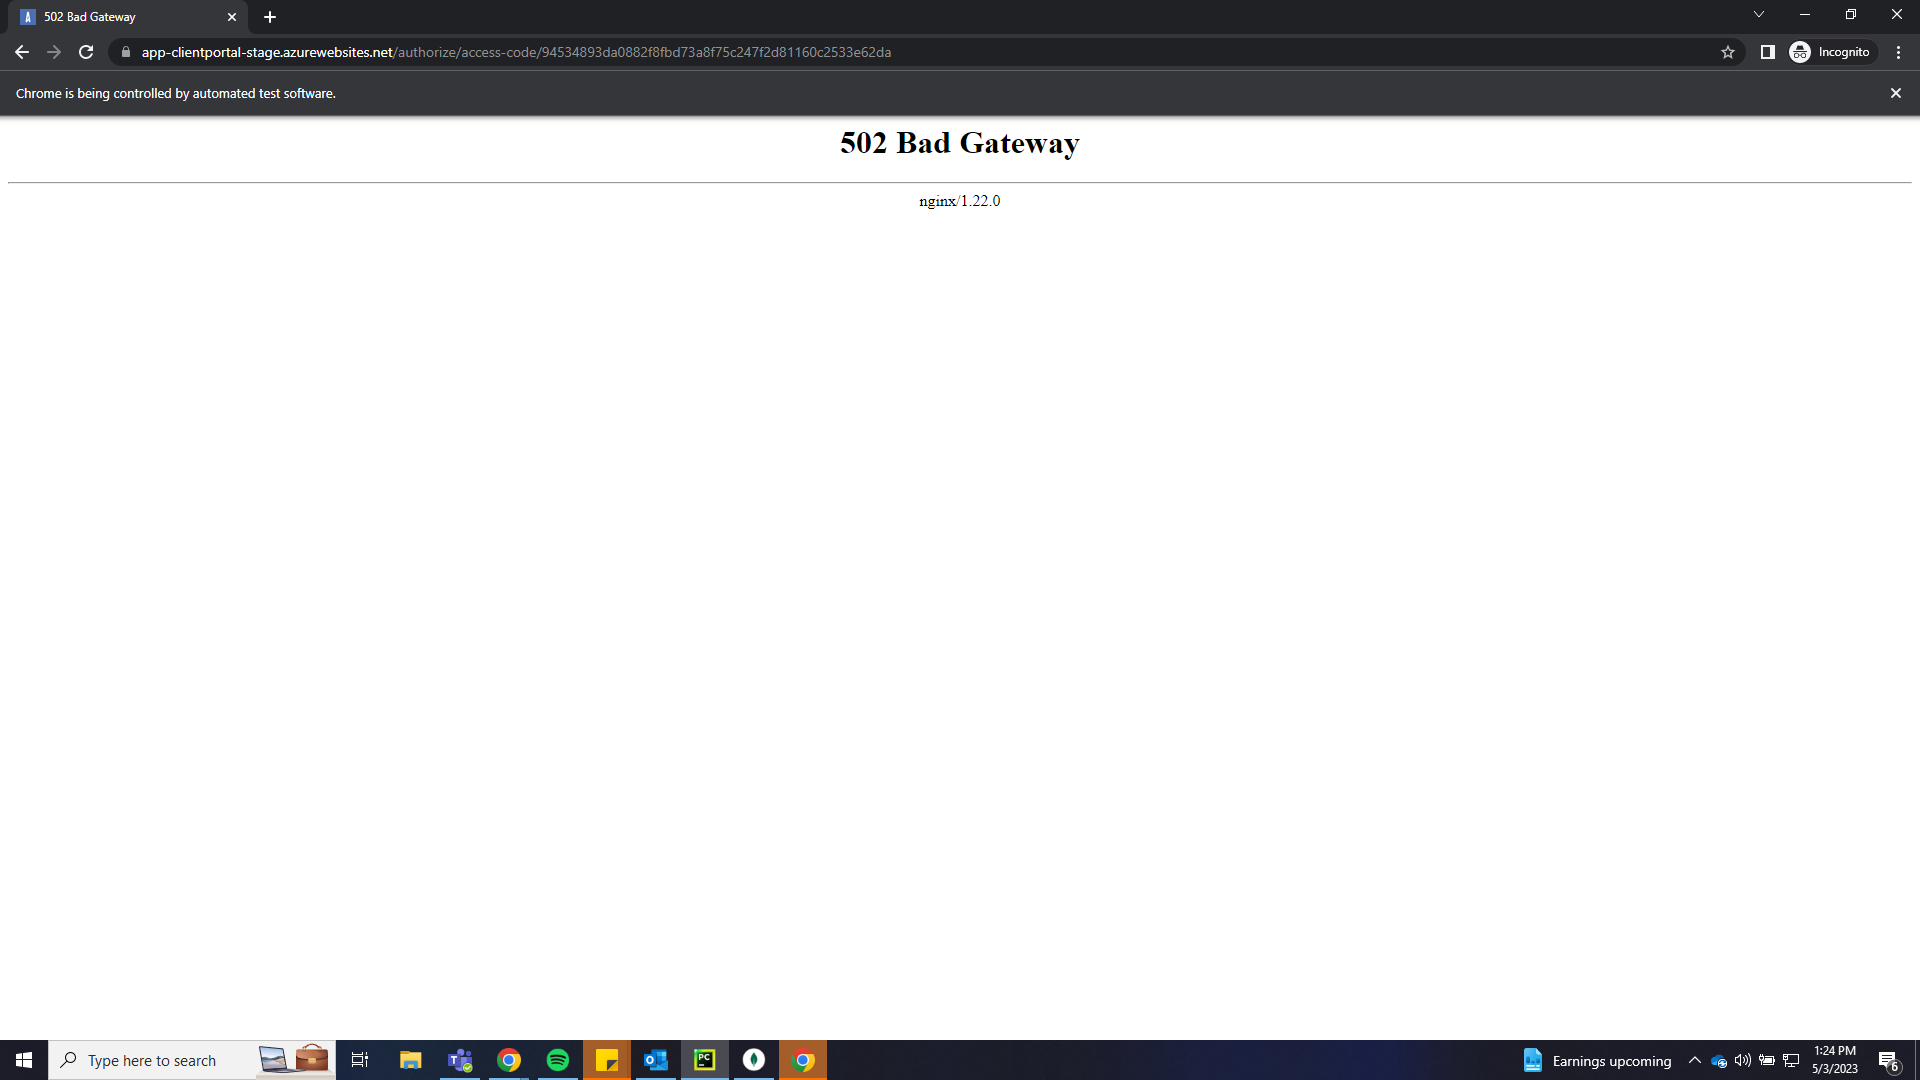 502 Bad Gateway
app-clientportal-stage.azurewebsites.net/authorize/access-code/94534893da0882f8fbd73a8f75c247f2d81160c2533e62da
Incognito
Chrome is being controlled by automated test software.
502 Bad Gateway
nginx/1.22.0
Type here to search
Earnings upcoming
1:24 PM
5/3/2023
6